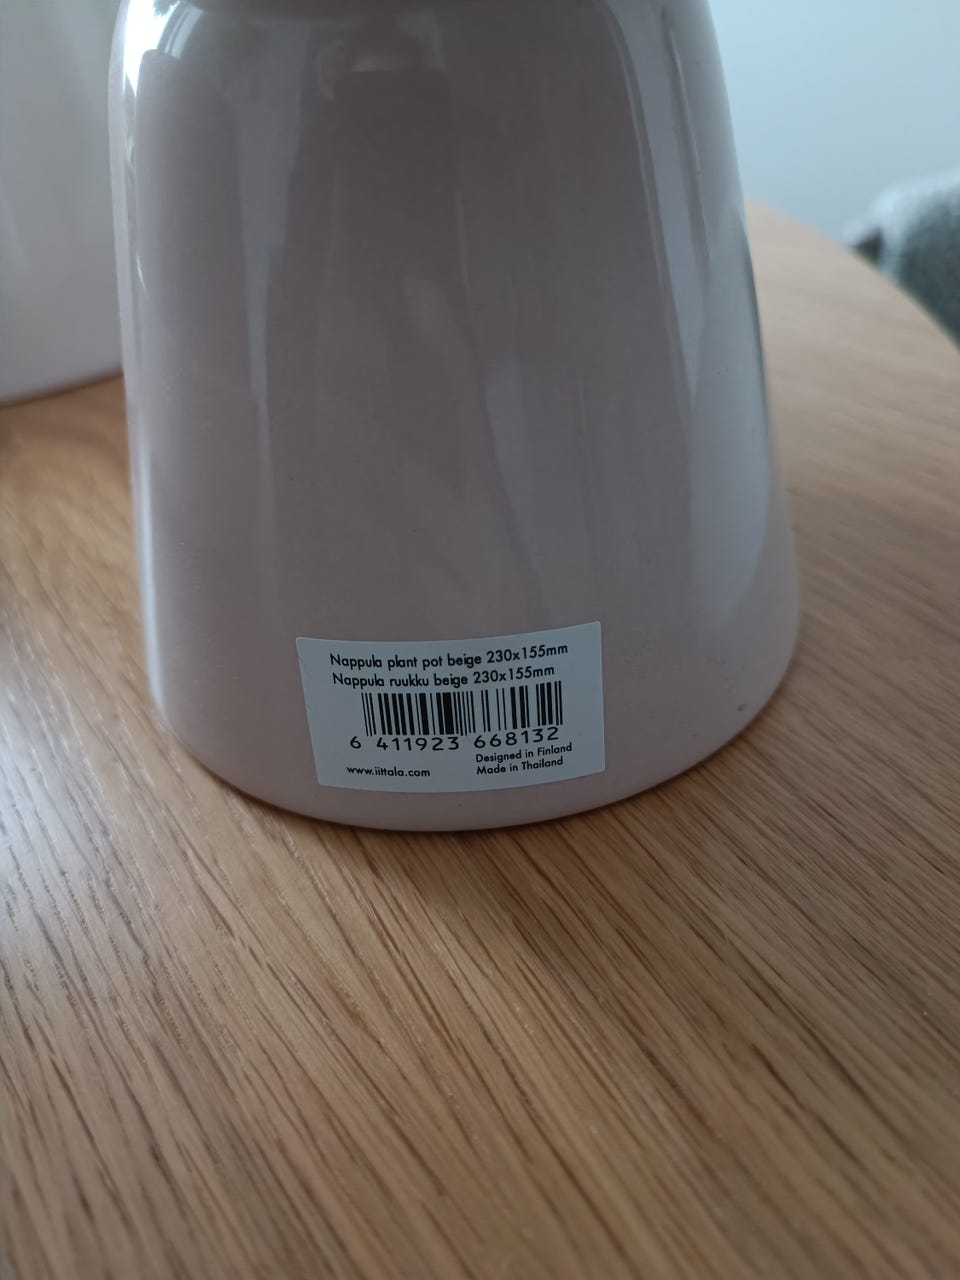 Nappula plant pot beige 230x155mm
Nappula ruukku beige 230x155mm
6 411923 668132
Designed in Finland
www.iittala.com Made in Thailand